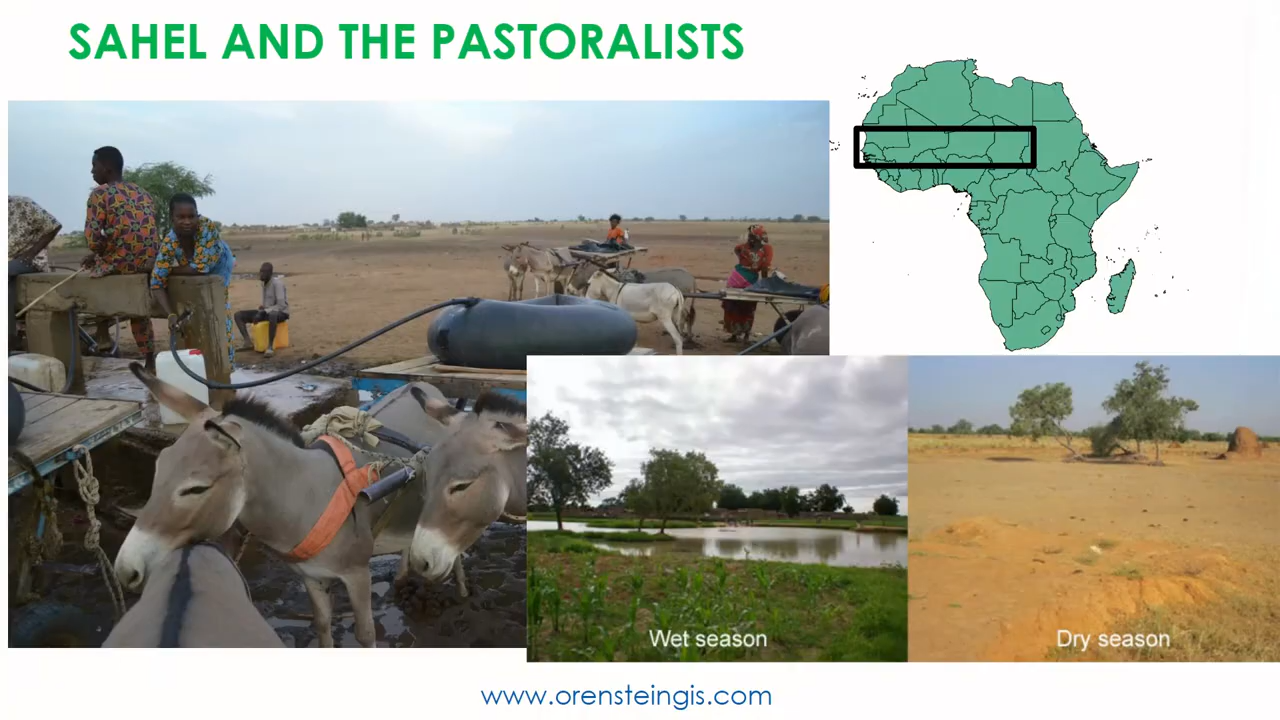 SAHEL AND THE PASTORALISTS
Wet season
Dry season
www.orensteingis.com